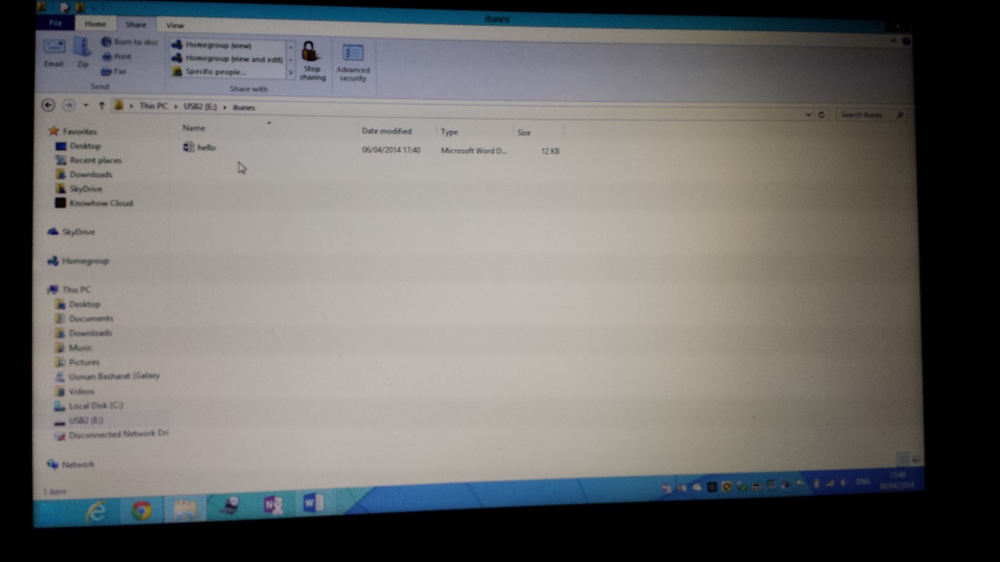 itunes
File Home Share View
Email
Zip
Burn to disc
Print
Fax
Send
Homegroup (view)
Homegroup (view and edit)
Specific people...
Share with
Stop sharing
Advanced security
This PC USB2 (E:) itunes
Search itunes
Name Date modified Type Size
hello 06/04/2014 17:40 Microsoft Word D... 12 KB
Favorites
Desktop
Recent places
Downloads
SkyDrive
Knowhow Cloud
SkyDrive
Homegroup
This PC
Desktop
Documents
Downloads
Music
Pictures
Usman Basharat (Galaxy
Videos
Local Disk (C:)
USB2 (E:)
Disconnected Network Dri
Network
1 item
ENG
06/04/2014